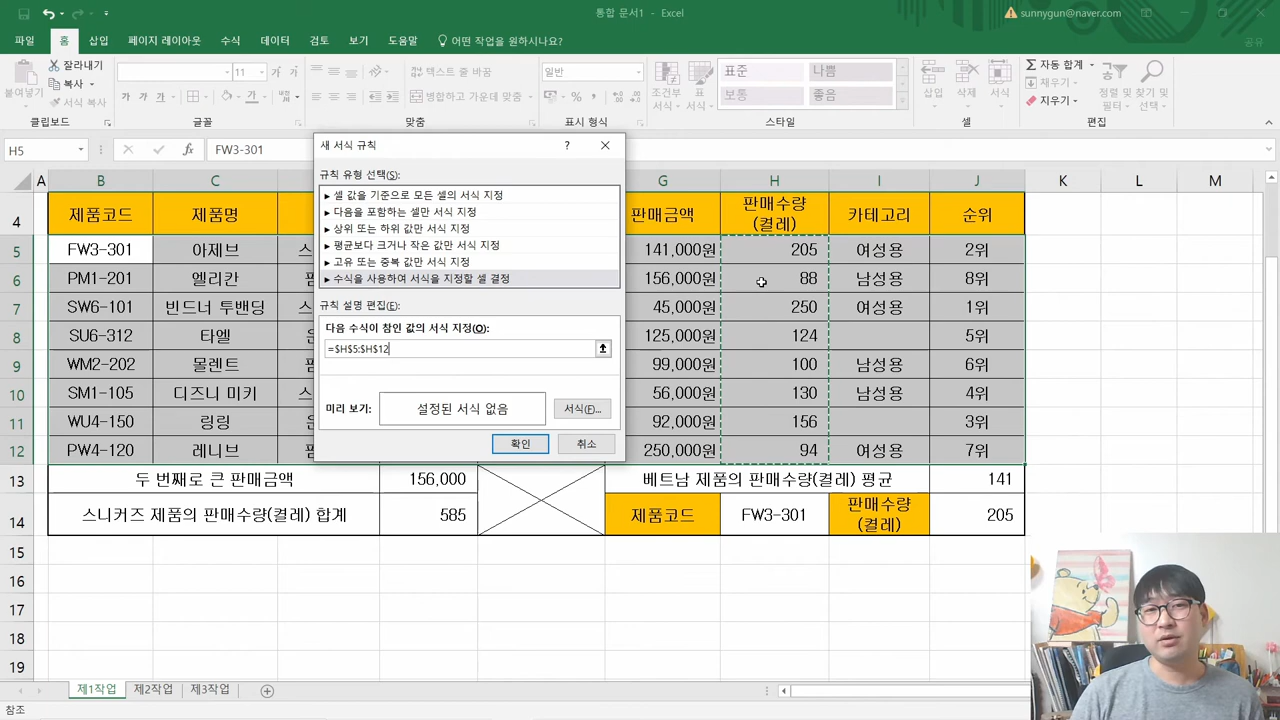 통합 문서1 - Excel
sunnygun@naver.com
파일 홈 삽입 페이지 레이아웃 수식 데이터 검토 보기 도움말 어떤 작업을 원하시나요? 공유
붙여넣기 잘라내기 복사 서식 복사 클립보드
11 가 가 가 가 가 글꼴
텍스트 줄 바꿈 병합하고 가운데 맞춤 맞춤
일반 % 표시 형식
조건부 서식 표 서식 표준 나쁨 보통 좋음 스타일
삽입 삭제 서식 셀
자동 합계 채우기 지우기 정렬 및 필터 찾기 및 선택 편집
H5 fx FW3-301
A B C G H I J K L M
4 제품코드 제품명 판매금액 판매수량 (켤레) 카테고리 순위
5 FW3-301 아제브 스 141,000원 205 여성용 2위
6 PM1-201 엘리칸 펌 156,000원 88 남성용 8위
7 SW6-101 빈드너 투밴딩 스 45,000원 250 여성용 1위
8 SU6-312 타엘 125,000원 124 5위
9 WM2-202 몰렌트 99,000원 100 남성용 6위
10 SM1-105 디즈니 미키 56,000원 130 남성용 4위
11 WU4-150 링링 92,000원 156 3위
12 PW4-120 레니브 펌 250,000원 94 여성용 7위
13 두 번째로 큰 판매금액 156,000 베트남 제품의 판매수량(켤레) 평균 141
14 스니커즈 제품의 판매수량(켤레) 합계 585 제품코드 FW3-301 판매수량 (켤레) 205
15
16
17
18
19
새 서식 규칙 ?
규칙 유형 선택(S):
► 셀 값을 기준으로 모든 셀의 서식 지정
► 다음을 포함하는 셀만 서식 지정
► 상위 또는 하위 값만 서식 지정
► 평균보다 크거나 작은 값만 서식 지정
► 고유 또는 중복 값만 서식 지정
► 수식을 사용하여 서식을 지정할 셀 결정
규칙 설명 편집(E):
다음 수식이 참인 값의 서식 지정(O):
=$H$5:$H$12
미리 보기: 설정된 서식 없음 서식(F)...
확인 취소
제1작업 제2작업 제3작업
참조